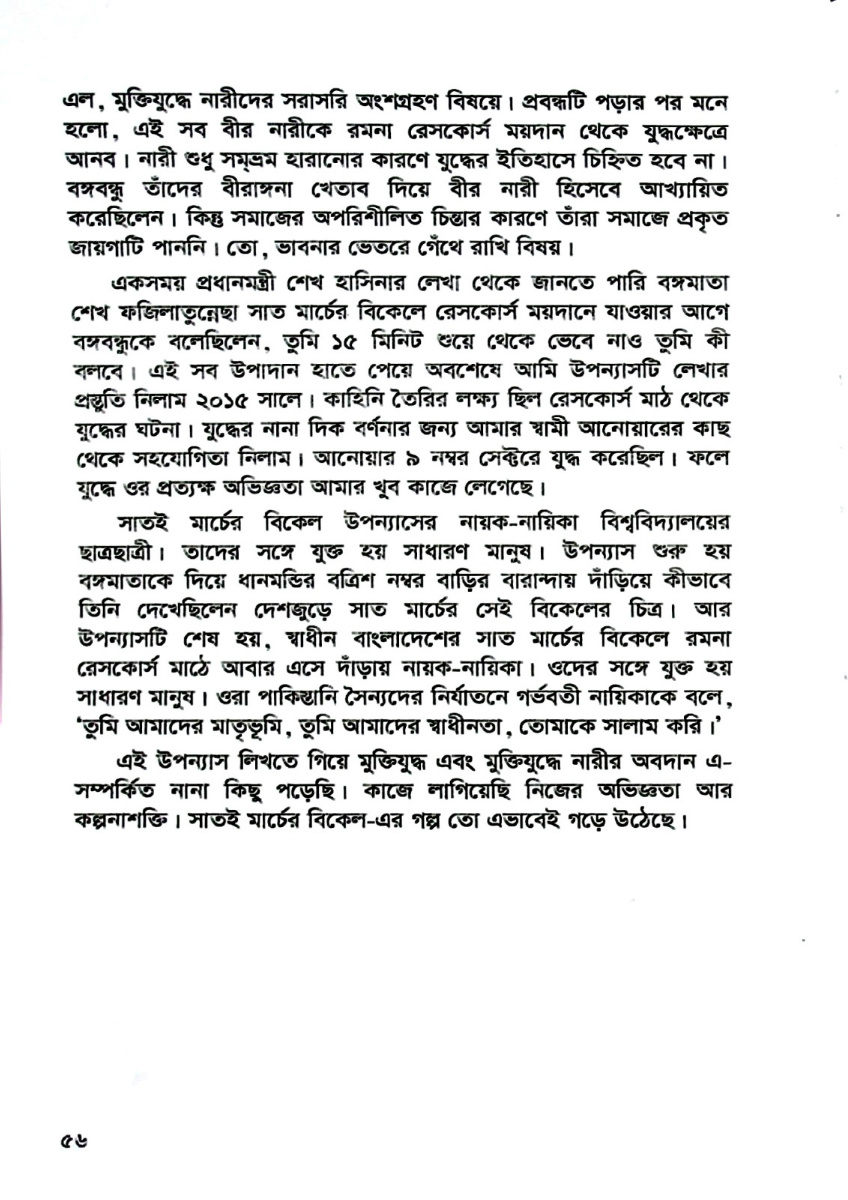 এল, মুক্তিযুদ্ধে নারীদের সরাসরি অংশগ্রহণ বিষয়ে। প্রবন্ধটি পড়ার পর মনে
হলো, এই সব বীর নারীকে রমনা রেসকোর্স ময়দান থেকে যুদ্ধক্ষেত্রে
আনব। নারী শুধু সম্ভ্রম হারানোর কারণে যুদ্ধের ইতিহাসে চিহ্নিত হবে না।
বঙ্গবন্ধু তাঁদের বীরাঙ্গনা খেতাব দিয়ে বীর নারী হিসেবে আখ্যায়িত
করেছিলেন। কিন্তু সমাজের অপরিশীলিত চিন্তার কারণে তাঁরা সমাজে প্রকৃত
জায়গাটি পাননি। তো, ভাবনার ভেতরে গেঁথে রাখি বিষয়।
একসময় প্রধানমন্ত্রী শেখ হাসিনার লেখা থেকে জানতে পারি বঙ্গমাতা
শেখ ফজিলাতুন্নেছা সাত মার্চের বিকেলে রেসকোর্স ময়দানে যাওয়ার আগে
বঙ্গবন্ধুকে বলেছিলেন, তুমি ১৫ মিনিট শুয়ে থেকে ভেবে নাও তুমি কী
বলবে। এই সব উপাদান হাতে পেয়ে অবশেষে আমি উপন্যাসটি লেখার
প্রস্তুতি নিলাম ২০১৫ সালে। কাহিনি তৈরির লক্ষ্য ছিল রেসকোর্স মাঠ থেকে
যুদ্ধের ঘটনা। যুদ্ধের নানা দিক বর্ণনার জন্য আমার স্বামী আনোয়ারের কাছ
থেকে সহযোগিতা নিলাম। আনোয়ার ৯ নম্বর সেক্টরে যুদ্ধ করেছিল। ফলে
যুদ্ধে ওর প্রত্যক্ষ অভিজ্ঞতা আমার খুব কাজে লেগেছে।
সাতই মার্চের বিকেল উপন্যাসের নায়ক-নায়িকা বিশ্ববিদ্যালয়ের
ছাত্রছাত্রী। তাদের সঙ্গে যুক্ত হয় সাধারণ মানুষ। উপন্যাস শুরু হয়
বঙ্গমাতাকে দিয়ে ধানমন্ডির বত্রিশ নম্বর বাড়ির বারান্দায় দাঁড়িয়ে কীভাবে
তিনি দেখেছিলেন দেশজুড়ে সাত মার্চের সেই বিকেলের চিত্র। আর
উপন্যাসটি শেষ হয়, স্বাধীন বাংলাদেশের সাত মার্চের বিকেলে রমনা
রেসকোর্স মাঠে আবার এসে দাঁড়ায় নায়ক-নায়িকা। ওদের সঙ্গে যুক্ত হয়
সাধারণ মানুষ। ওরা পাকিস্তানি সৈন্যদের নির্যাতনে গর্ভবতী নায়িকাকে বলে,
‘তুমি আমাদের মাতৃভূমি, তুমি আমাদের স্বাধীনতা, তোমাকে সালাম করি।’
এই উপন্যাস লিখতে গিয়ে মুক্তিযুদ্ধ এবং মুক্তিযুদ্ধে নারীর অবদান এ-
সম্পর্কিত নানা কিছু পড়েছি। কাজে লাগিয়েছি নিজের অভিজ্ঞতা আর
কল্পনাশক্তি। সাতই মার্চের বিকেল-এর গল্প তো এভাবেই গড়ে উঠেছে।
৫৬